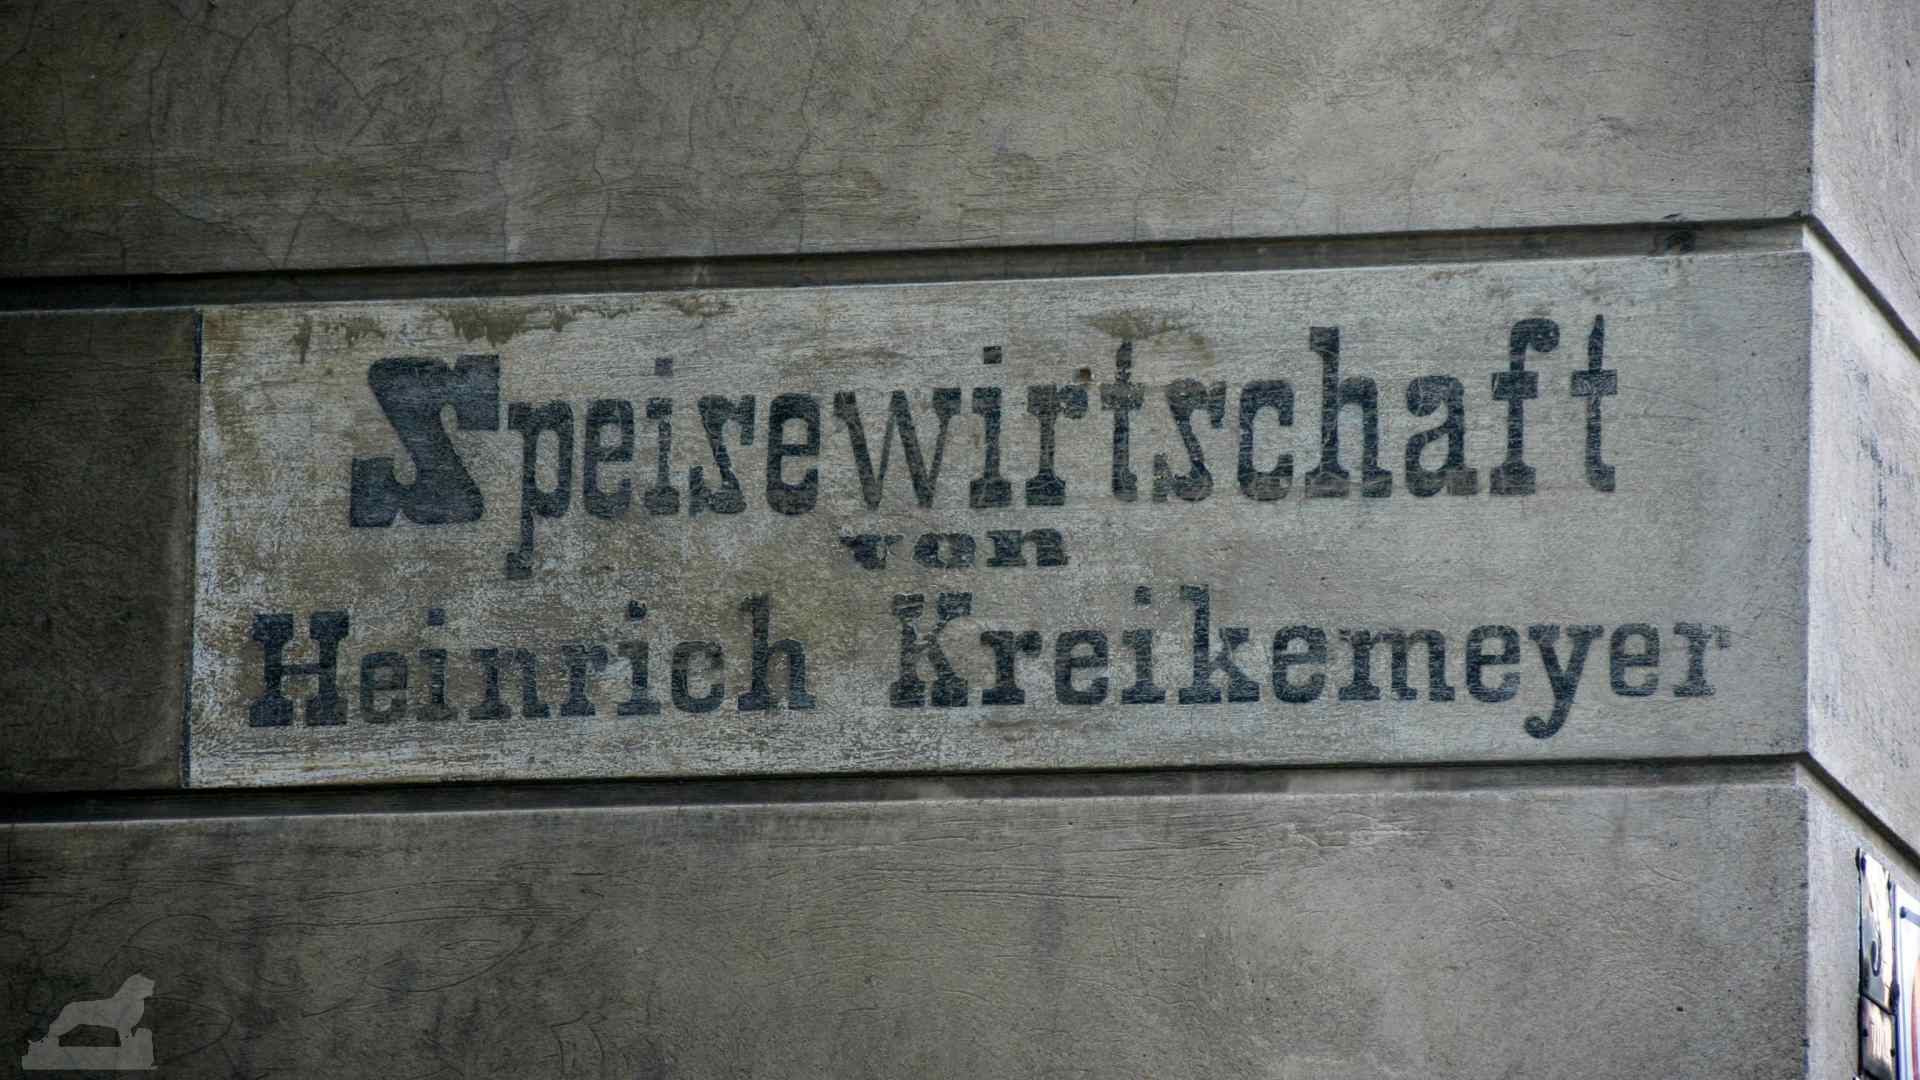 Speisewirtschaft
von
Heinrich Kreikemeyer